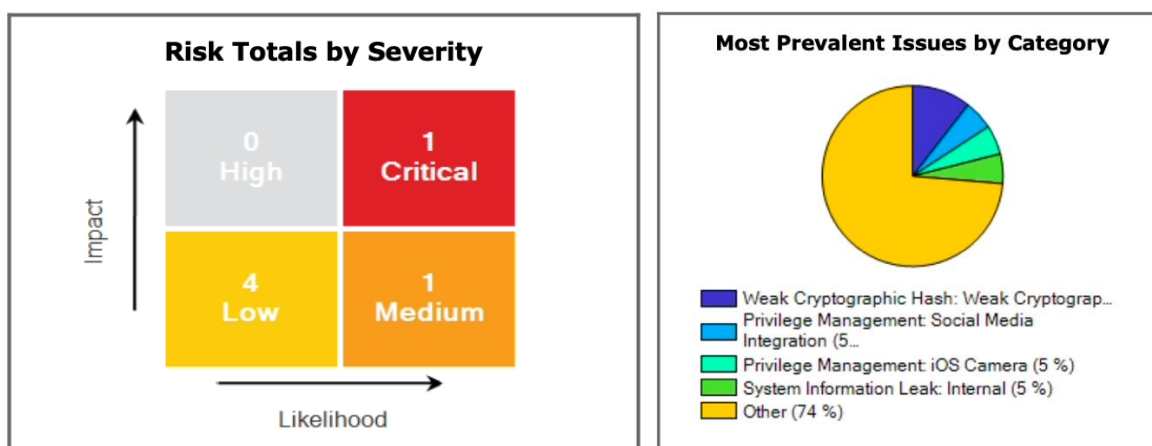 Risk Totals by Severity
0
High
1
Critical
4
Low
1
Medium
Impact
Likelihood
Most Prevalent Issues by Category
Weak Cryptographic Hash: Weak Cryptograp...
Privilege Management: Social Media
Integration (5...
Privilege Management: iOS Camera (5 %)
System Information Leak: Internal (5 %)
Other (74 %)